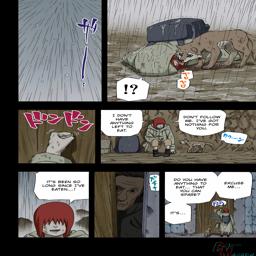 !?
DON'T
FOLLOW ME.
I'VE GOT
NOTHING FOR
YOU.
I DON'T
HAVE
ANYTHING
LEFT TO
EAT.
EXCUSE
ME...
DO YOU HAVE
ANYTHING TO
EAT... THAT
YOU CAN
SPARE?
IT'S...
IT'S BEEN SO
LONG SINCE
I'VE EATEN...!